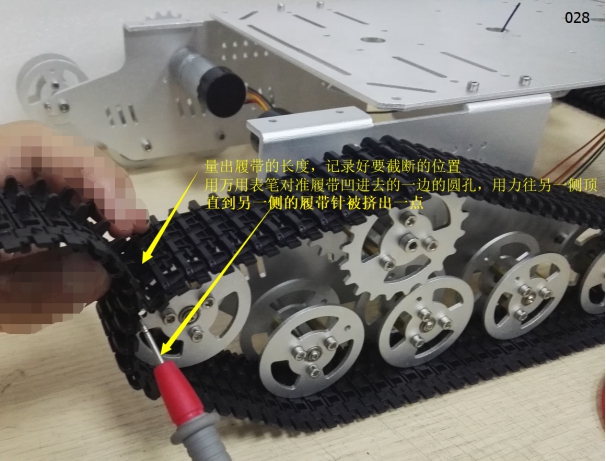 028
量出履带的长度，记录好要截断的位置
用万用表笔对准履带凹进去的一边的圆孔，用力往另一侧顶
直到另一侧的履带针被挤出一点